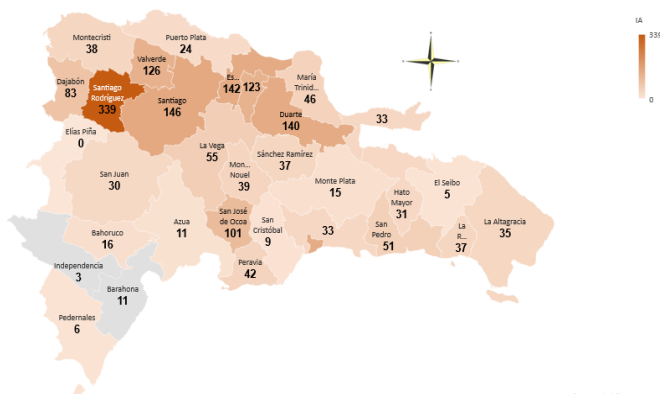 IA
339
0
Montecristi
38
Puerto Plata
24
Valverde
126
Dajabón
83
Santiago
Rodríguez
339
Santiago
146
Es...
142
123
María
Trinid...
46
Duarte
140
33
Elías Piña
0
La Vega
55
Sánchez Ramírez
37
Mon...
Nouel
39
San Juan
30
Monte Plata
15
El Seibo
5
Hato
Mayor
31
San José
de Ocoa
101
San
Cristóbal
9
Azua
11
33
San
Pedro
51
La
R...
37
La Altagracia
35
Bahoruco
16
Peravia
42
Independencia
3
Barahona
11
Pedernales
6